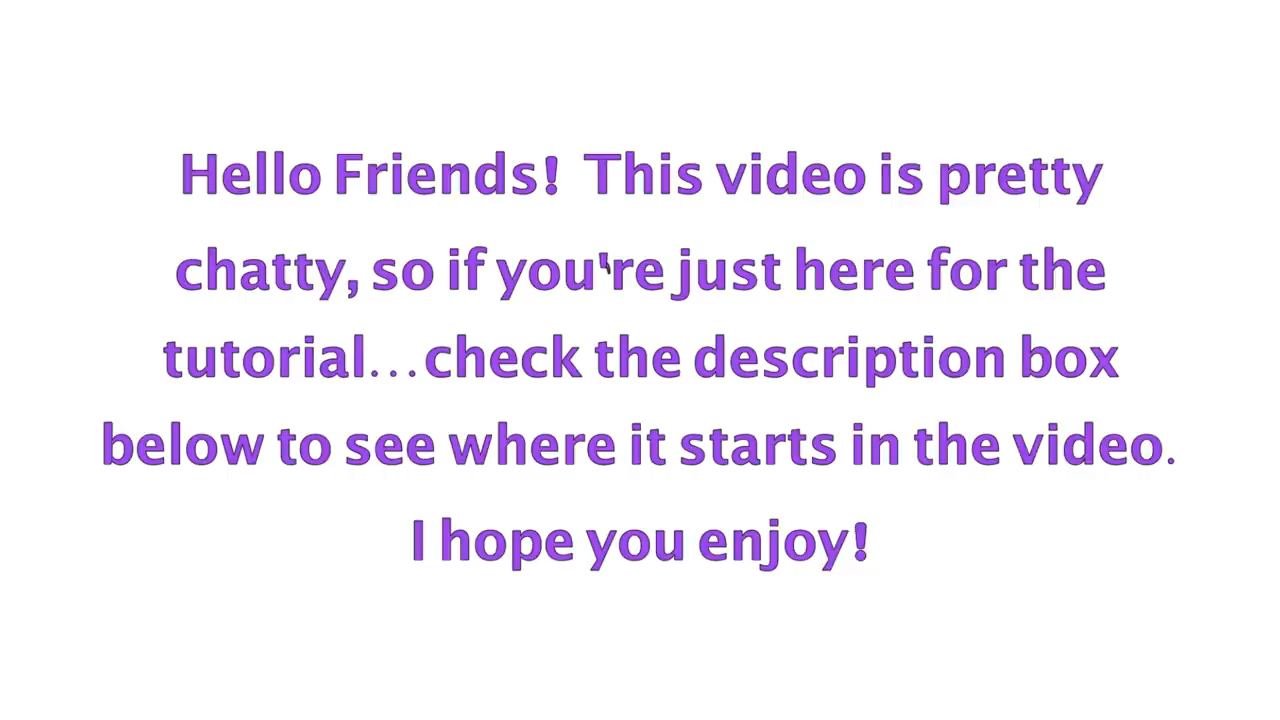 Hello Friends!  This video is pretty
chatty, so if you're just here for the
tutorial...check the description box
below to see where it starts in the video.
I hope you enjoy!